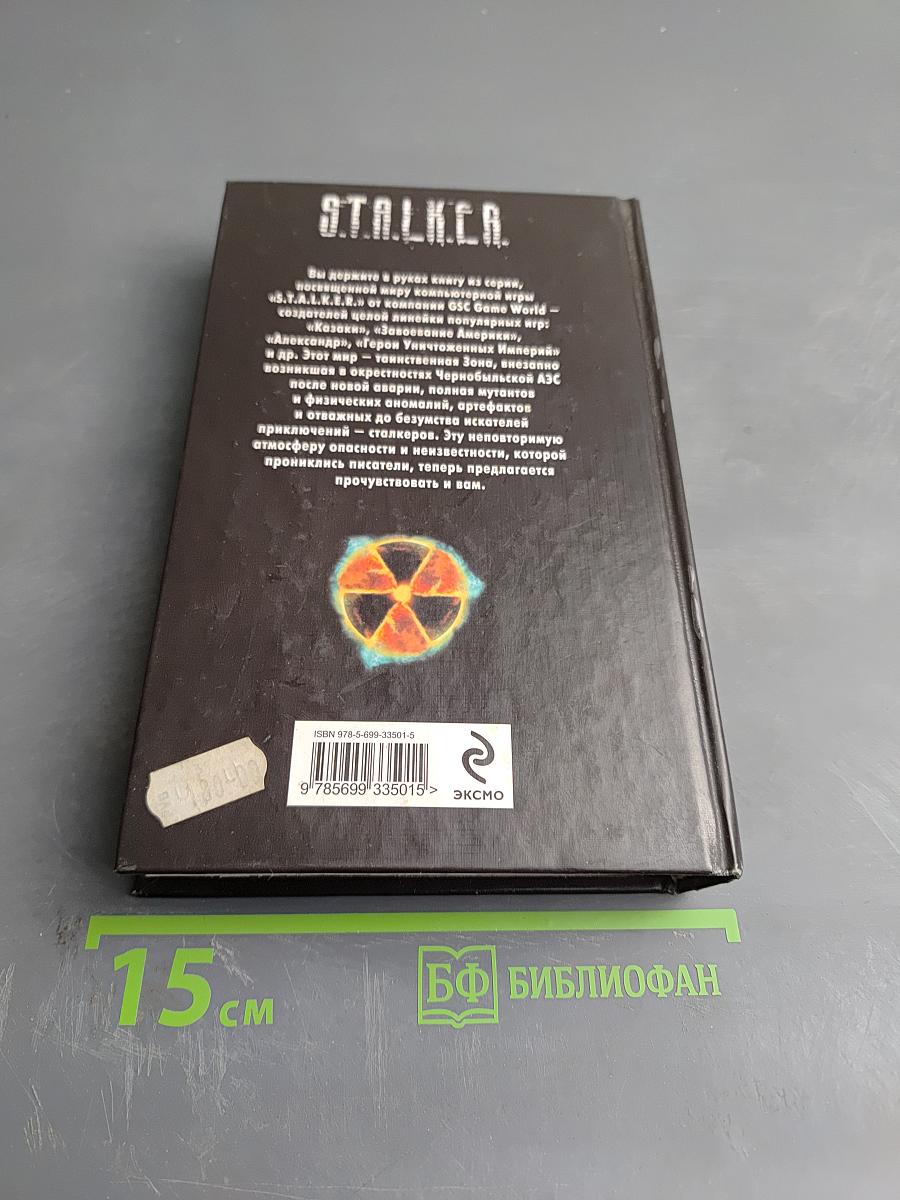 S.T.A.L.K.E.R.
Вы держите в руках книгу из серии,
посвященной миру компьютерной игры
«S.T.A.L.K.E.R.» от компании GSC Game World —
создателей целой линейки популярных игр:
«Казаки», «Завоевание Америки»,
«Александр», «Герои Уничтоженных Империй»
и др. Этот мир — таинственная Зона, внезапно
возникшая в окрестностях Чернобыльской АЭС
после новой аварии, полная мутантов
и физических аномалий, артефактов
и отважных до безумства искателей
приключений — сталкеров. Эту неповторимую
атмосферу опасности и неизвестности, которой
прониклись писатели, теперь предлагается
прочувствовать и вам.
ISBN 978-5-699-33501-5
9 785699 335015 >
ЭКСМО
15 см
БФ БИБЛИОФАН